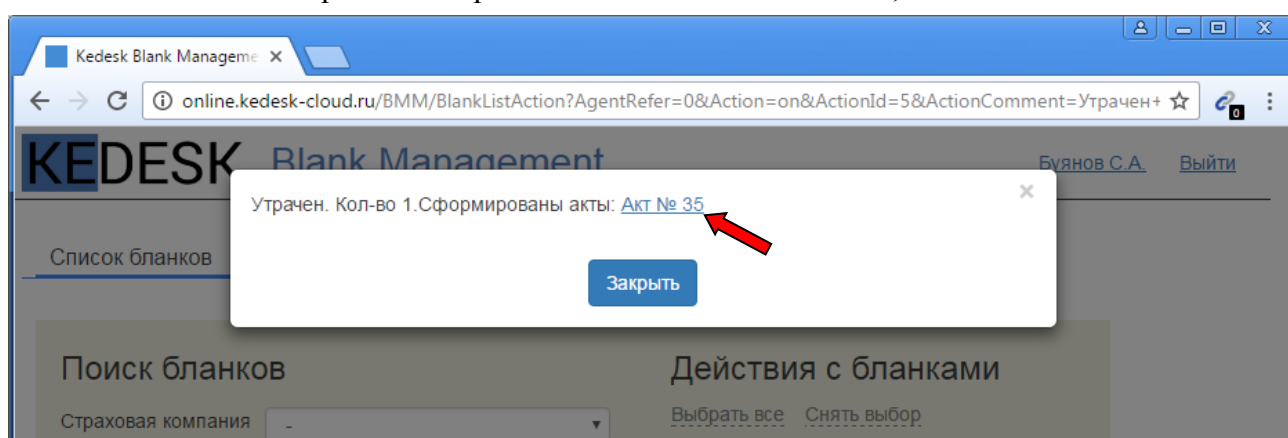 Kedesk Blank Manageme
online.kedesk-cloud.ru/BMM/BlankListAction?AgentRefer=0&Action=on&ActionId=5&ActionComment=Утрачен+
0
KEDESK Blank Management
Буянов С.А. Выйти
Утрачен. Кол-во 1.Сформированы акты: Акт № 35
Список бланков
Закрыть
Поиск бланков
Действия с бланками
Страховая компания -
Выбрать все Снять выбор